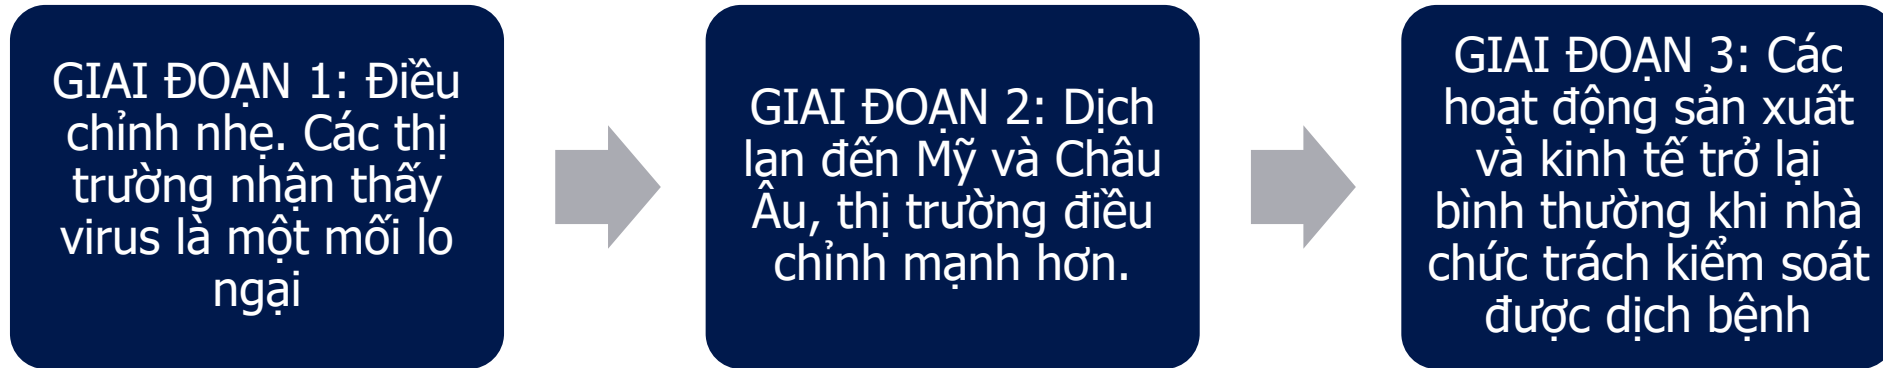 GIAI ĐOẠN 1: Điều
chỉnh nhẹ. Các thị
trường nhận thấy
virus là một mối lo
ngại
GIAI ĐOẠN 2: Dịch
lan đến Mỹ và Châu
Âu, thị trường điều
chỉnh mạnh hơn.
GIAI ĐOẠN 3: Các
hoạt động sản xuất
và kinh tế trở lại
bình thường khi nhà
chức trách kiểm soát
được dịch bệnh